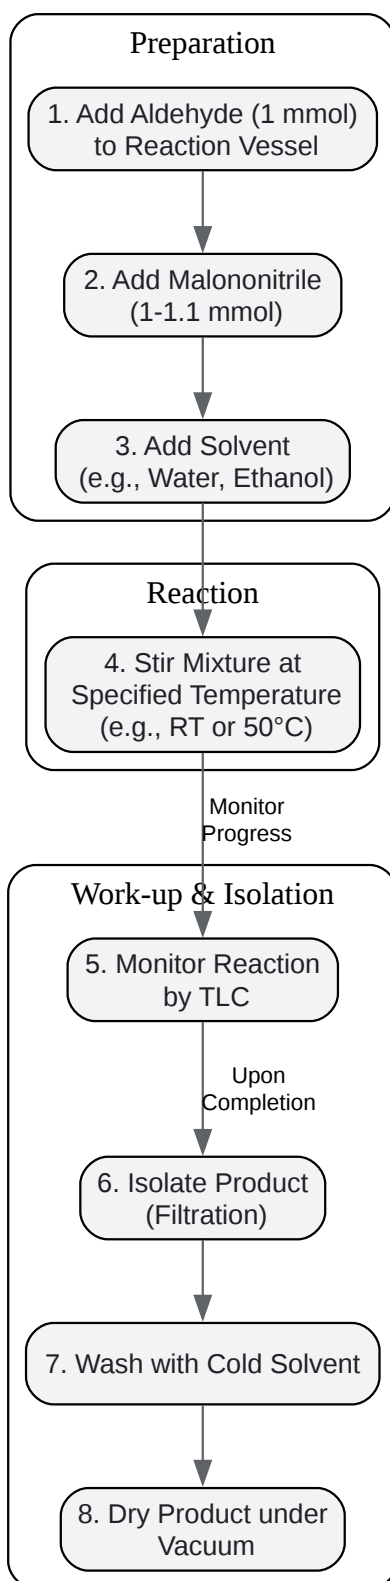 Preparation
1. Add Aldehyde (1 mmol)
to Reaction Vessel
2. Add Malononitrile
(1-1.1 mmol)
3. Add Solvent
(e.g., Water, Ethanol)
Reaction
4. Stir Mixture at
Specified Temperature
(e.g., RT or 50°C)
Monitor
Progress
Work-up & Isolation
5. Monitor Reaction
by TLC
Upon
Completion
6. Isolate Product
(Filtration)
7. Wash with Cold Solvent
8. Dry Product under
Vacuum